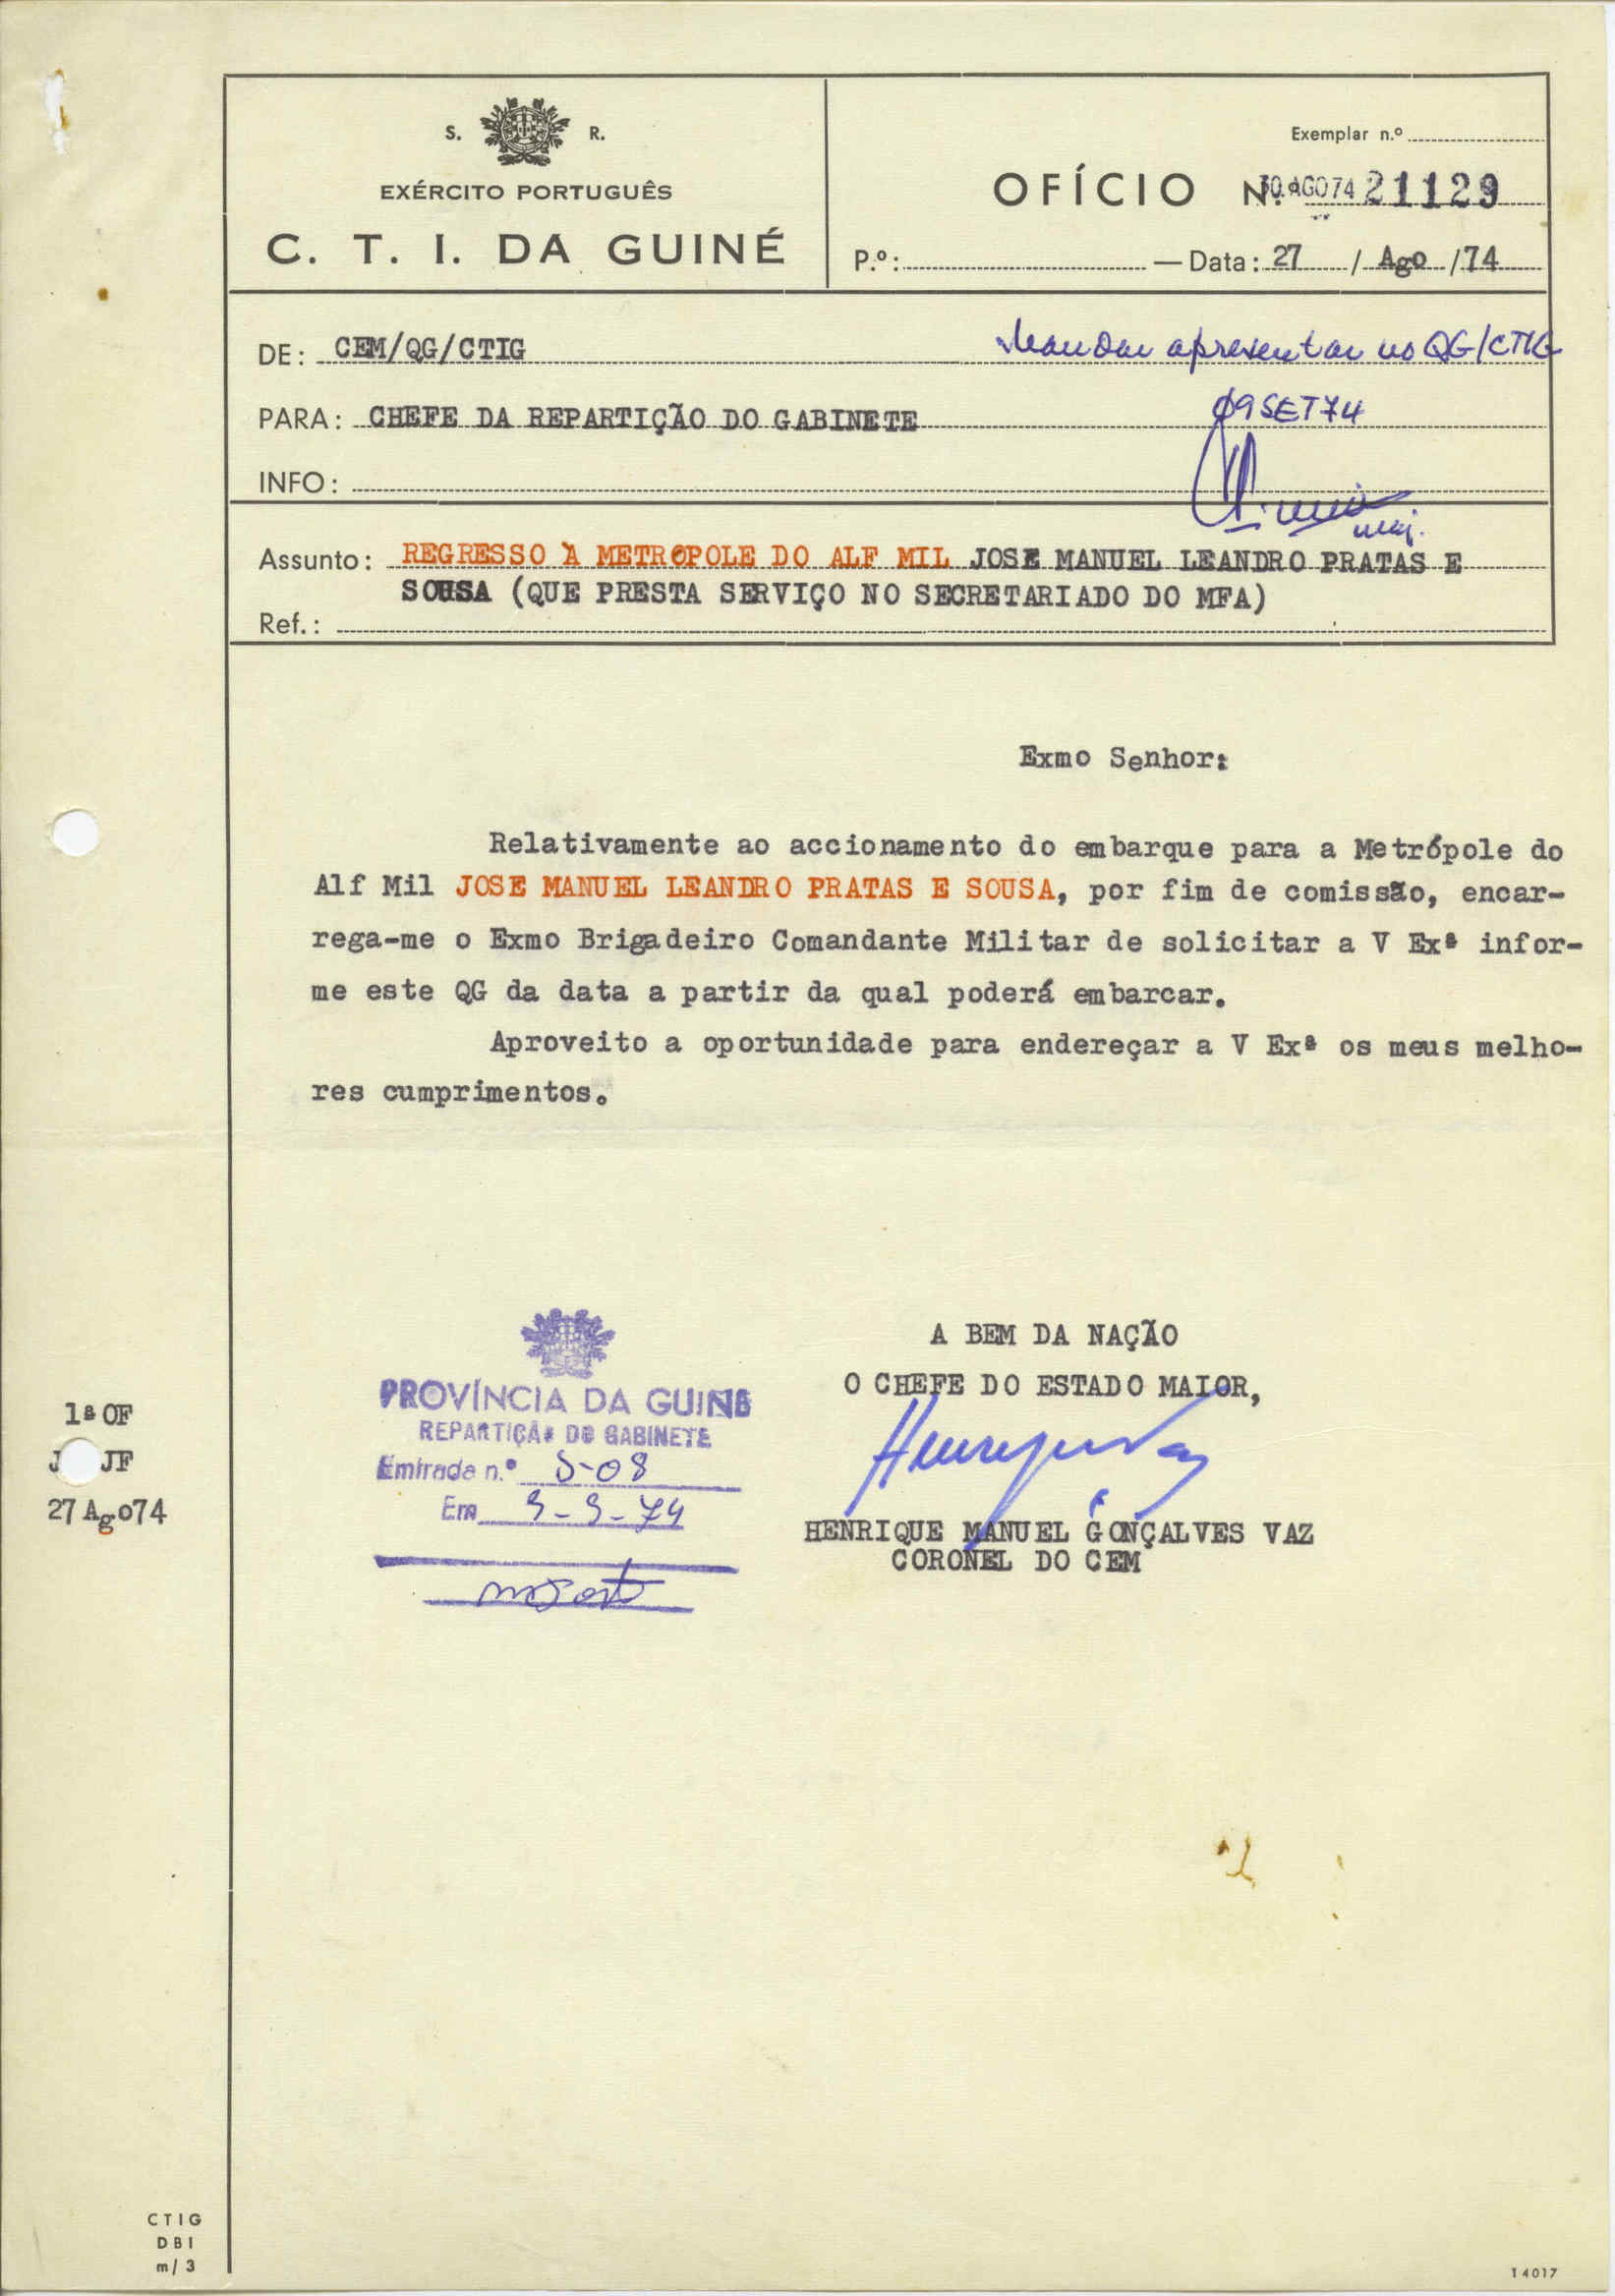 S. R.
EXÉRCITO PORTUGUÊS
C. T. I. DA GUINÉ
Exemplar n.º
OFÍCIO N.º 30.AGO74 21129
P.º: — Data: 27 / Ago /74
DE: CEM/QG/CTIG
Mandar apresentar no QG/CTIG
PARA: CHEFE DA REPARTIÇÃO DO GABINETE
09SET74
INFO:
maj.
Assunto: REGRESSO À METROPOLE DO ALF MIL JOSE MANUEL LEANDRO PRATAS E
SOUSA (QUE PRESTA SERVIÇO NO SECRETARIADO DO MFA)
Ref.:
Exmo Senhor:
Relativamente ao accionamento do embarque para a Metrópole do
Alf Mil JOSE MANUEL LEANDRO PRATAS E SOUSA, por fim de comissão, encar-
rega-me o Exmo Brigadeiro Comandante Militar de solicitar a V Exª infor-
me este QG da data a partir da qual poderá embarcar.
Aproveito a oportunidade para endereçar a V Exª os meus melho-
res cumprimentos.
A BEM DA NAÇÃO
O CHEFE DO ESTADO MAIOR,
HENRIQUE MANUEL GONÇALVES VAZ
CORONEL DO CEM
PROVÍNCIA DA GUINÉ
REPARTIÇÃO DO GABINETE
Entrada n.º S-08
Em 9-9-74
1ª OF
JF
27Ago74
CTIG
DBI
m/3
14017